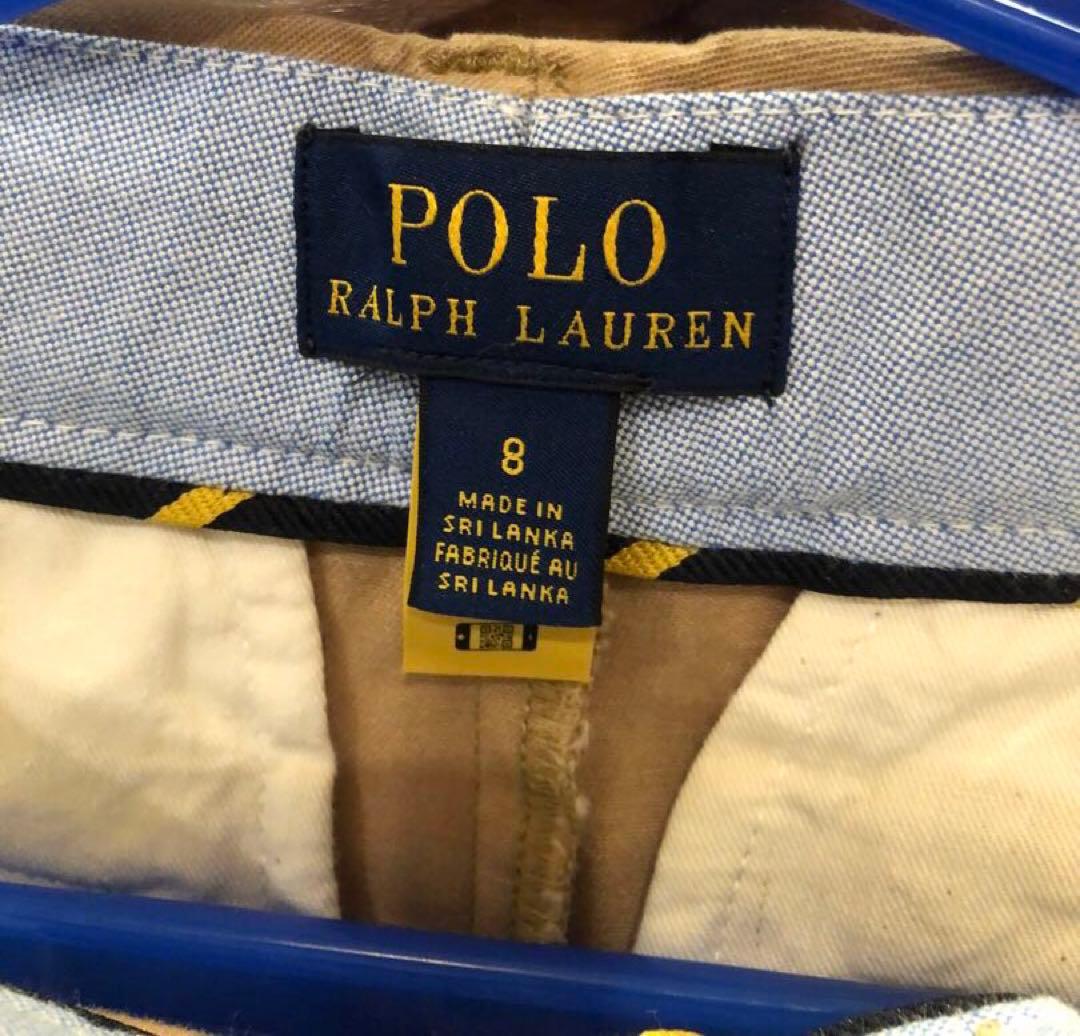 POLO
RALPH LAUREN
8
MADE IN
SRI LANKA
FABRIQUÉ AU
SRI LANKA